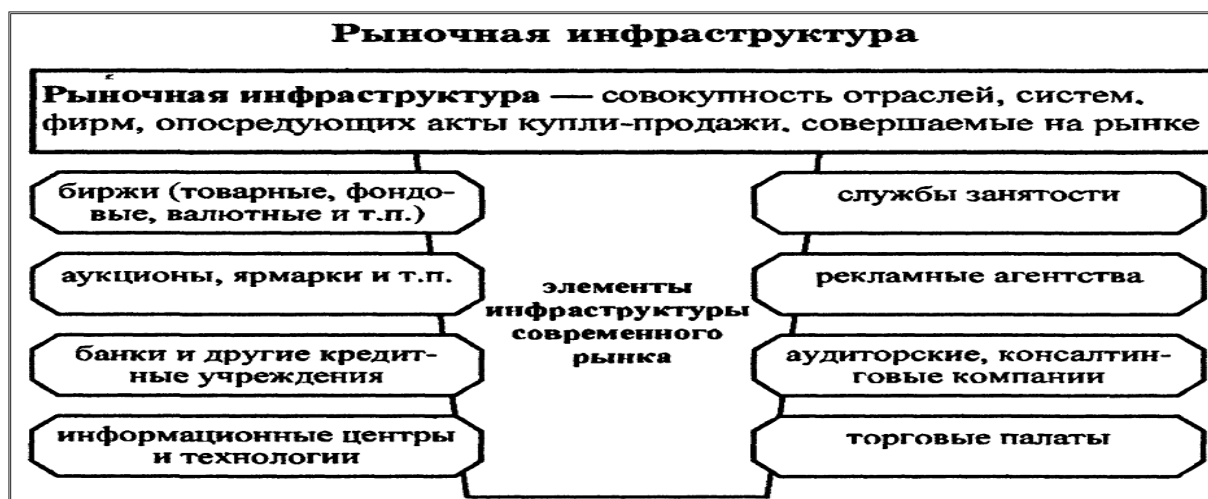 Рыночная инфраструктура
Рыночная инфраструктура — совокупность отраслей, систем,
фирм, опосредующих акты купли-продажи, совершаемые на рынке
биржи (товарные, фондо-
вые, валютные и т.п.)
аукционы, ярмарки и т.п.
банки и другие кредит-
ные учреждения
информационные центры
и технологии
элементы
инфраструктуры
современного
рынка
службы занятости
рекламные агентства
аудиторские, консалтин-
говые компании
торговые палаты